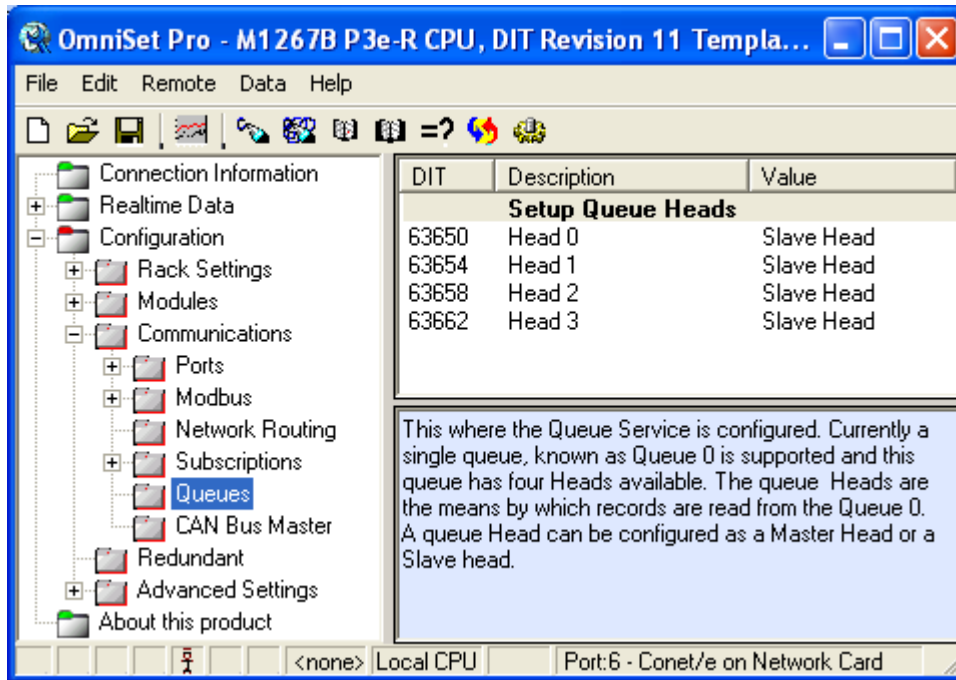 OmniSet Pro - M1267B P3e-R CPU, DIT Revision 11 Templa...
File Edit Remote Data Help
=?
Connection Information
Realtime Data
Configuration
Rack Settings
Modules
Communications
Ports
Modbus
Network Routing
Subscriptions
Queues
CAN Bus Master
Redundant
Advanced Settings
About this product
DIT Description Value
Setup Queue Heads
63650 Head 0 Slave Head
63654 Head 1 Slave Head
63658 Head 2 Slave Head
63662 Head 3 Slave Head
This where the Queue Service is configured. Currently a
single queue, known as Queue 0 is supported and this
queue has four Heads available. The queue Heads are
the means by which records are read from the Queue 0.
A queue Head can be configured as a Master Head or a
Slave head.
<none> Local CPU Port:6 - Conet/e on Network Card